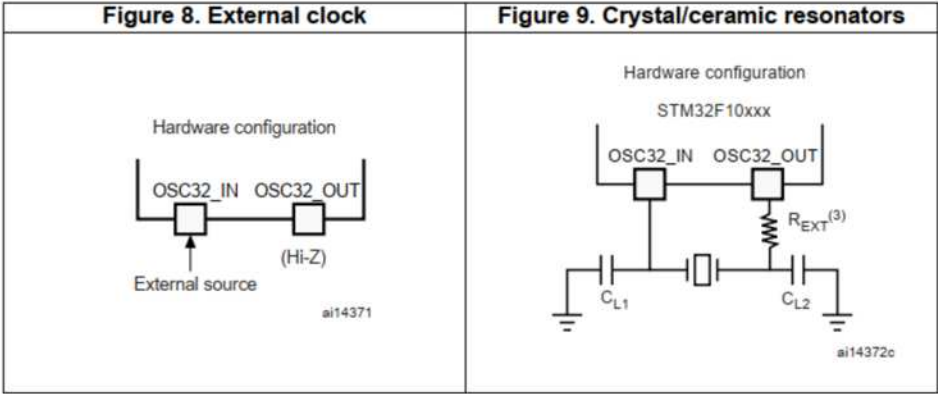 Figure 8. External clock
Hardware configuration
OSC32_IN OSC32_OUT
(Hi-Z)
External source
ai14371
Figure 9. Crystal/ceramic resonators
Hardware configuration
STM32F10xxx
OSC32_IN OSC32_OUT
REXT(3)
CL1
CL2
ai14372c